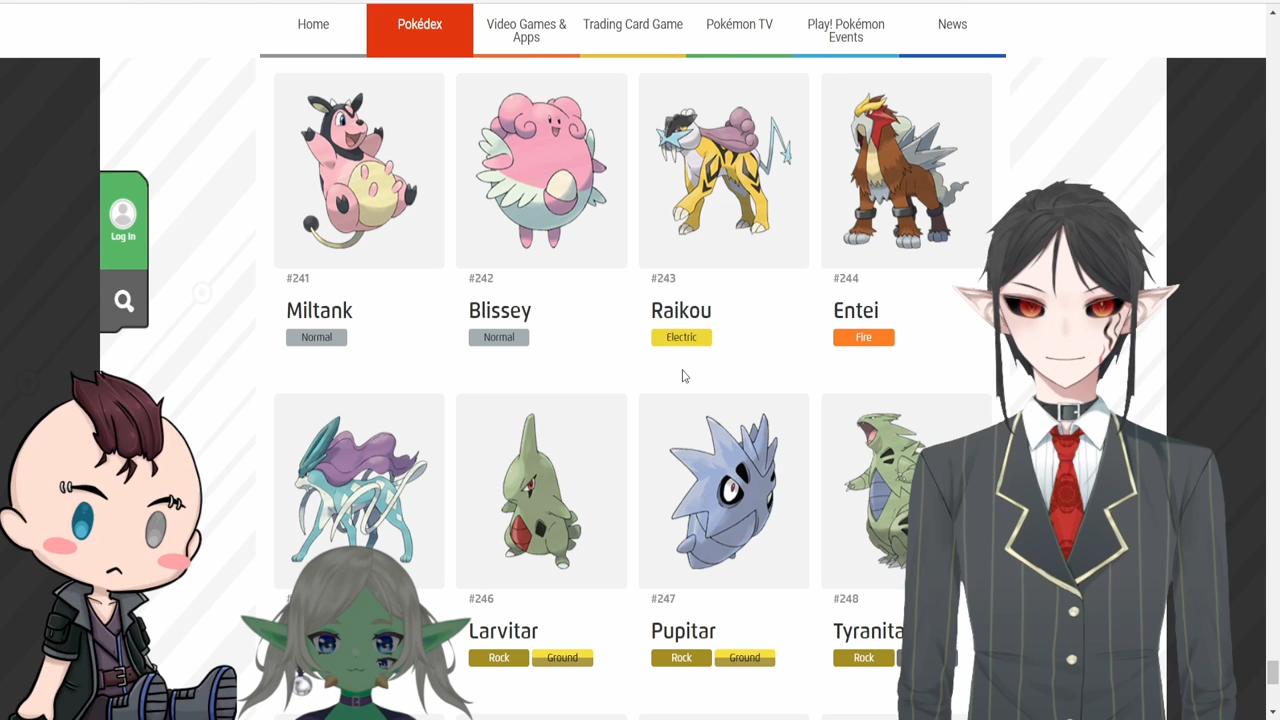 Home
Pokédex
Video Games &
Apps
Trading Card Game
Pokémon TV
Play! Pokémon
Events
News
Log In
#241
#242
#243
#244
Miltank
Blissey
Raikou
Entei
Normal
Normal
Electric
Fire
#246
#247
#248
Larvitar
Pupitar
Tyranita
Rock Ground
Rock Ground
Rock